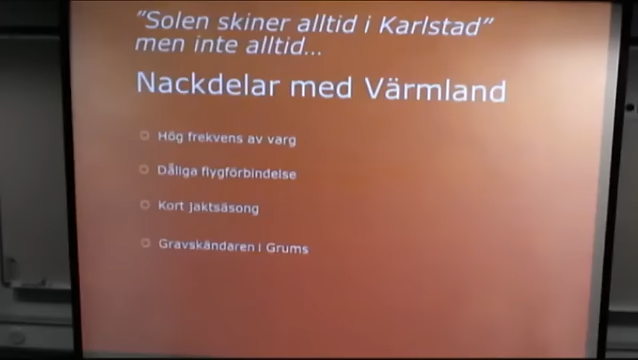 "Solen skiner alltid i Karlstad"
men inte alltid...
Nackdelar med Värmland
Hög frekvens av varg
Dåliga flygförbindelse
Kort jaktsäsong
Gravskändaren i Grums